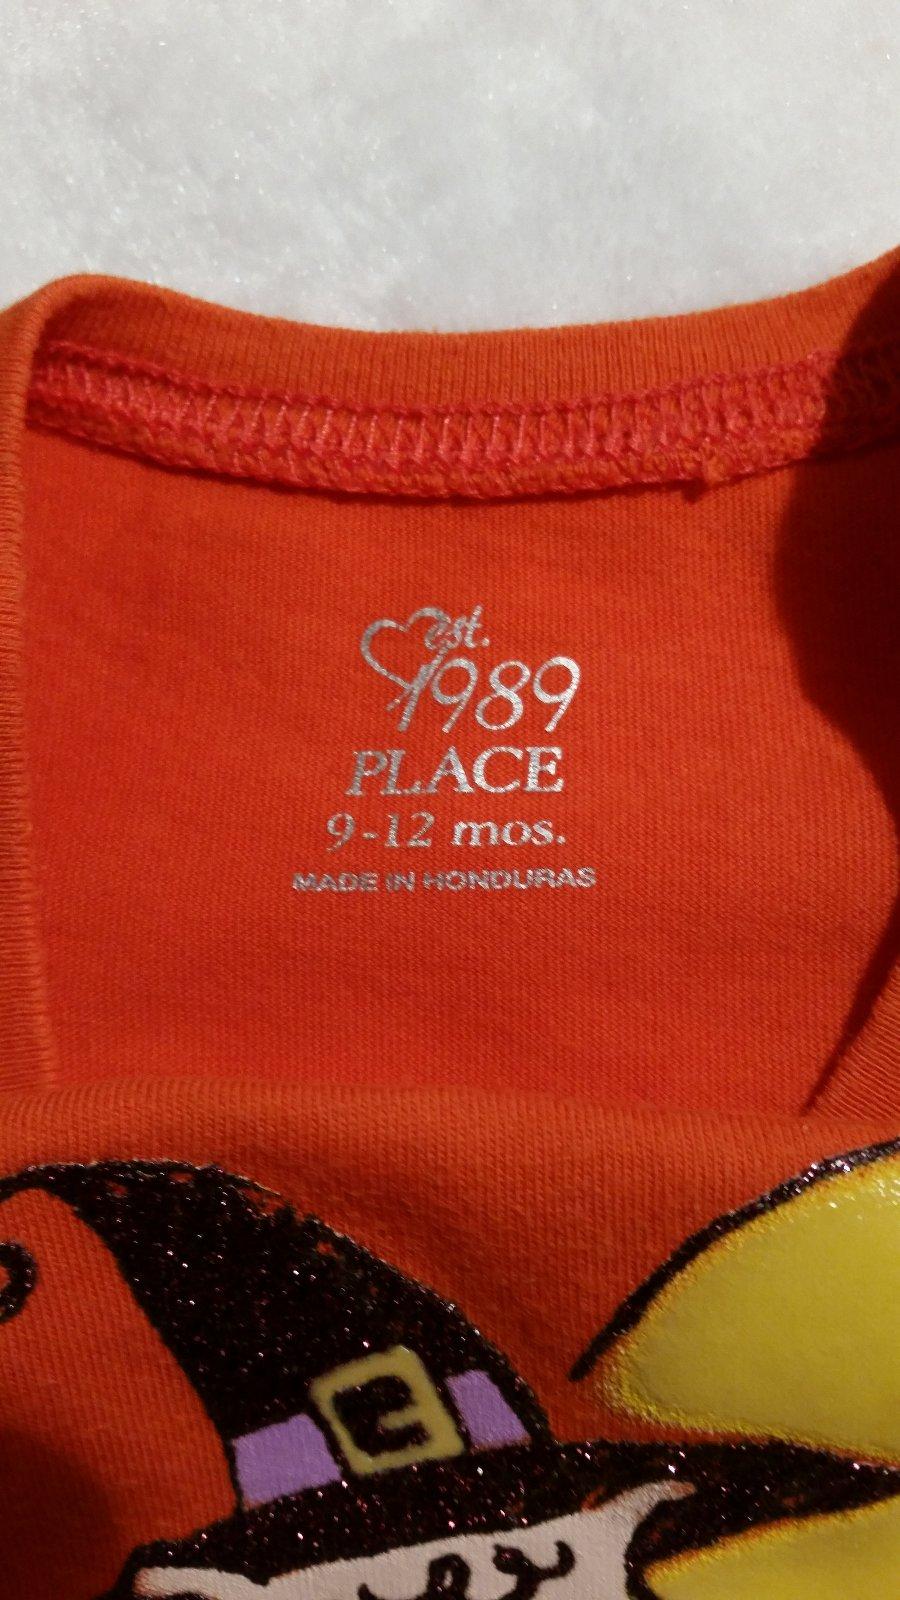 est.
1989
PLACE
9-12 mos.
MADE IN HONDURAS